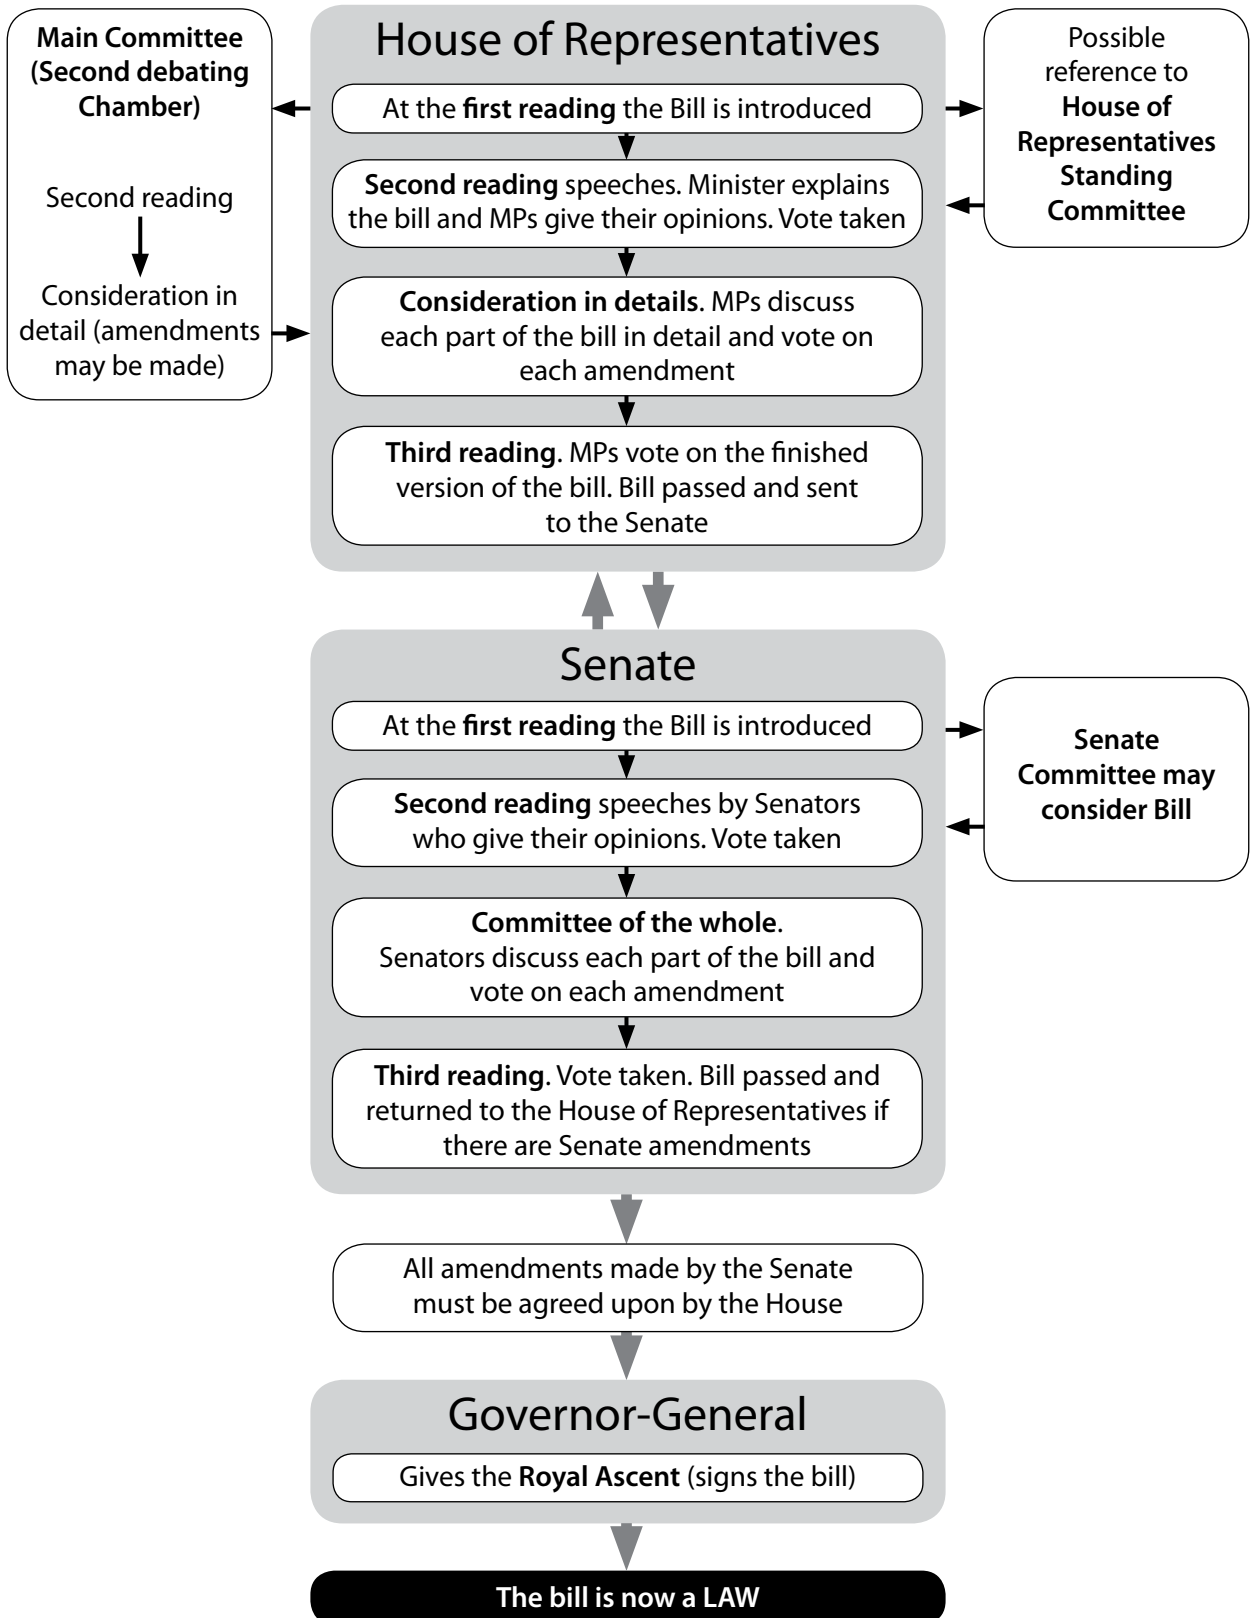 Main Committee
(Second debating
Chamber)
Second reading
Consideration in
detail (amendments
may be made)
House of Representatives
At the first reading the Bill is introduced
Second reading speeches. Minister explains
the bill and MPs give their opinions. Vote taken
Consideration in details. MPs discuss
each part of the bill in detail and vote on
each amendment
Third reading. MPs vote on the finished
version of the bill. Bill passed and sent
to the Senate
Possible
reference to
House of
Representatives
Standing
Committee
Senate
At the first reading the Bill is introduced
Second reading speeches by Senators
who give their opinions. Vote taken
Committee of the whole.
Senators discuss each part of the bill and
vote on each amendment
Third reading. Vote taken. Bill passed and
returned to the House of Representatives if
there are Senate amendments
Senate
Committee may
consider Bill
All amendments made by the Senate
must be agreed upon by the House
Governor-General
Gives the Royal Ascent (signs the bill)
The bill is now a LAW